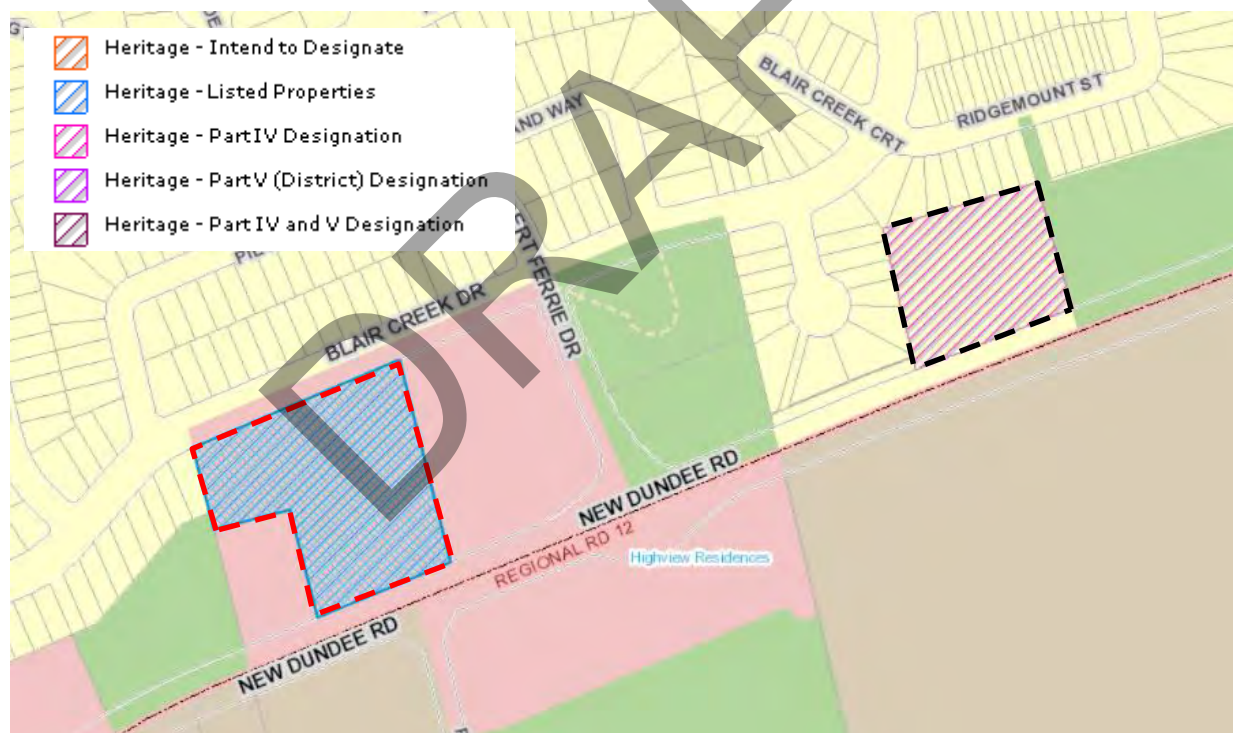 Heritage - Intend to Designate
Heritage -Listed Properties
Heritage - Part IV Designation
Heritage - Part V (District) Designation
Heritage - Part IV and V Designation
BLAIR CREEK CRT
RIDGEMOUNT ST
AND WAY
ERT FERRIE DR
BLAIR CREEK DR
NEW DUNDEE RD
REGIONAL RD 12
Highview Residences
NEW DUNDEE RD
DRAF